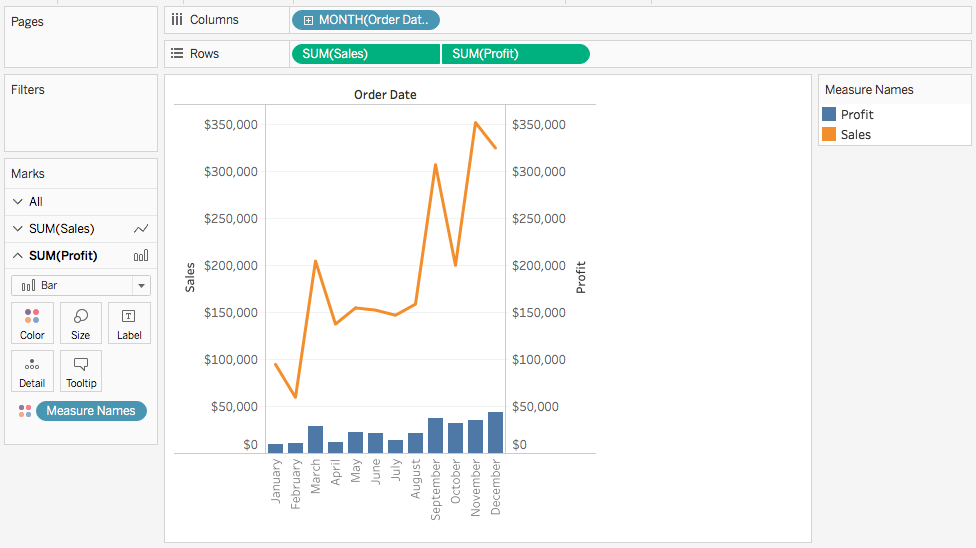 Pages
Columns
MONTH(Order Dat..
Rows
SUM(Sales)
SUM(Profit)
Filters
Marks
All
SUM(Sales)
SUM(Profit)
Bar
Color
Size
Label
Detail
Tooltip
Measure Names
Order Date
Sales
$350,000
$300,000
$250,000
$200,000
$150,000
$100,000
$50,000
$0
$350,000
$300,000
$250,000
$200,000
$150,000
$100,000
$50,000
$0
Profit
January
February
March
April
May
June
July
August
September
October
November
December
Measure Names
Profit
Sales